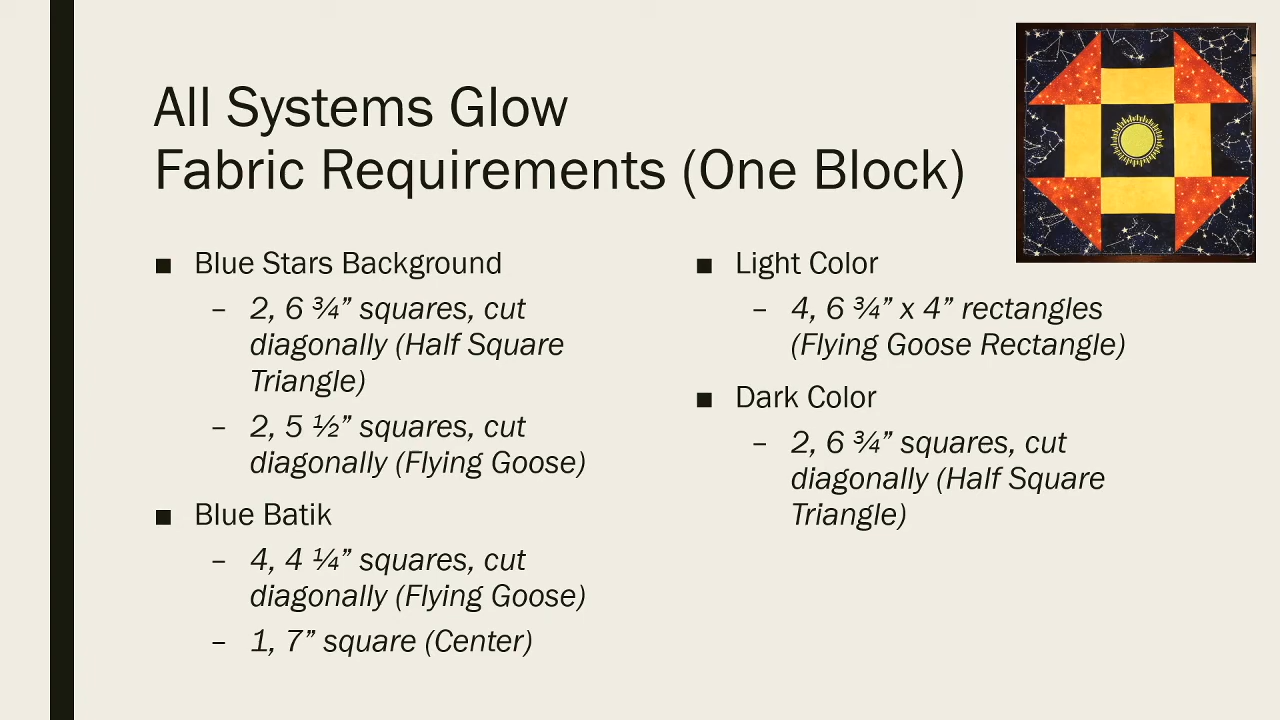 All Systems Glow
Fabric Requirements (One Block)
■ Blue Stars Background
– 2, 6 ¾” squares, cut
diagonally (Half Square
Triangle)
– 2, 5 ½” squares, cut
diagonally (Flying Goose)
■ Blue Batik
– 4, 4 ¼” squares, cut
diagonally (Flying Goose)
– 1, 7” square (Center)
■ Light Color
– 4, 6 ¾” x 4” rectangles
(Flying Goose Rectangle)
■ Dark Color
– 2, 6 ¾” squares, cut
diagonally (Half Square
Triangle)